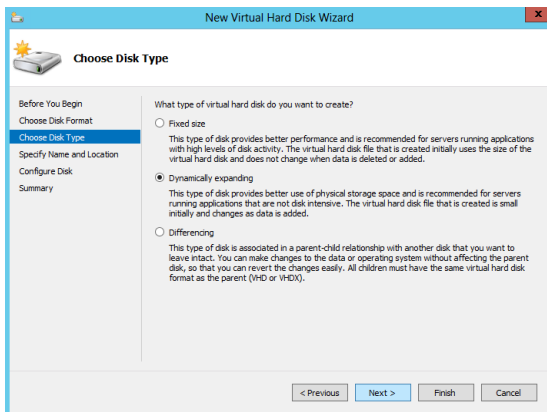 New Virtual Hard Disk Wizard
x
Choose Disk Type
Before You Begin
Choose Disk Format
Choose Disk Type
Specify Name and Location
Configure Disk
Summary
What type of virtual hard disk do you want to create?
Fixed size
This type of disk provides better performance and is recommended for servers running applications
with high levels of disk activity. The virtual hard disk file that is created initially uses the size of the
virtual hard disk and does not change when data is deleted or added.
Dynamically expanding
This type of disk provides better use of physical storage space and is recommended for servers
running applications that are not disk intensive. The virtual hard disk file that is created is small
initially and changes as data is added.
Differencing
This type of disk is associated in a parent-child relationship with another disk that you want to
leave intact. You can make changes to the data or operating system without affecting the parent
disk, so that you can revert the changes easily. All children must have the same virtual hard disk
format as the parent (VHD or VHDX).
< Previous
Next >
Finish
Cancel